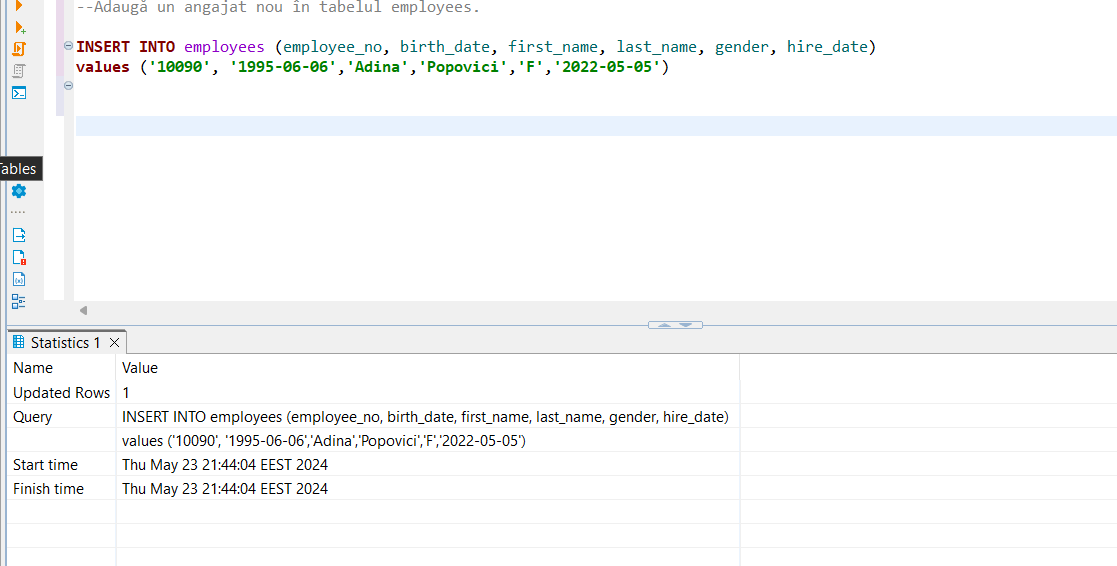 --Adaugă un angajat nou în tabelul employees.
INSERT INTO employees (employee_no, birth_date, first_name, last_name, gender, hire_date)
values ('10090', '1995-06-06','Adina','Popovici','F','2022-05-05')
Tables
Statistics 1
Name Value
Updated Rows 1
Query INSERT INTO employees (employee_no, birth_date, first_name, last_name, gender, hire_date)
values ('10090', '1995-06-06','Adina','Popovici','F','2022-05-05')
Start time Thu May 23 21:44:04 EEST 2024
Finish time Thu May 23 21:44:04 EEST 2024